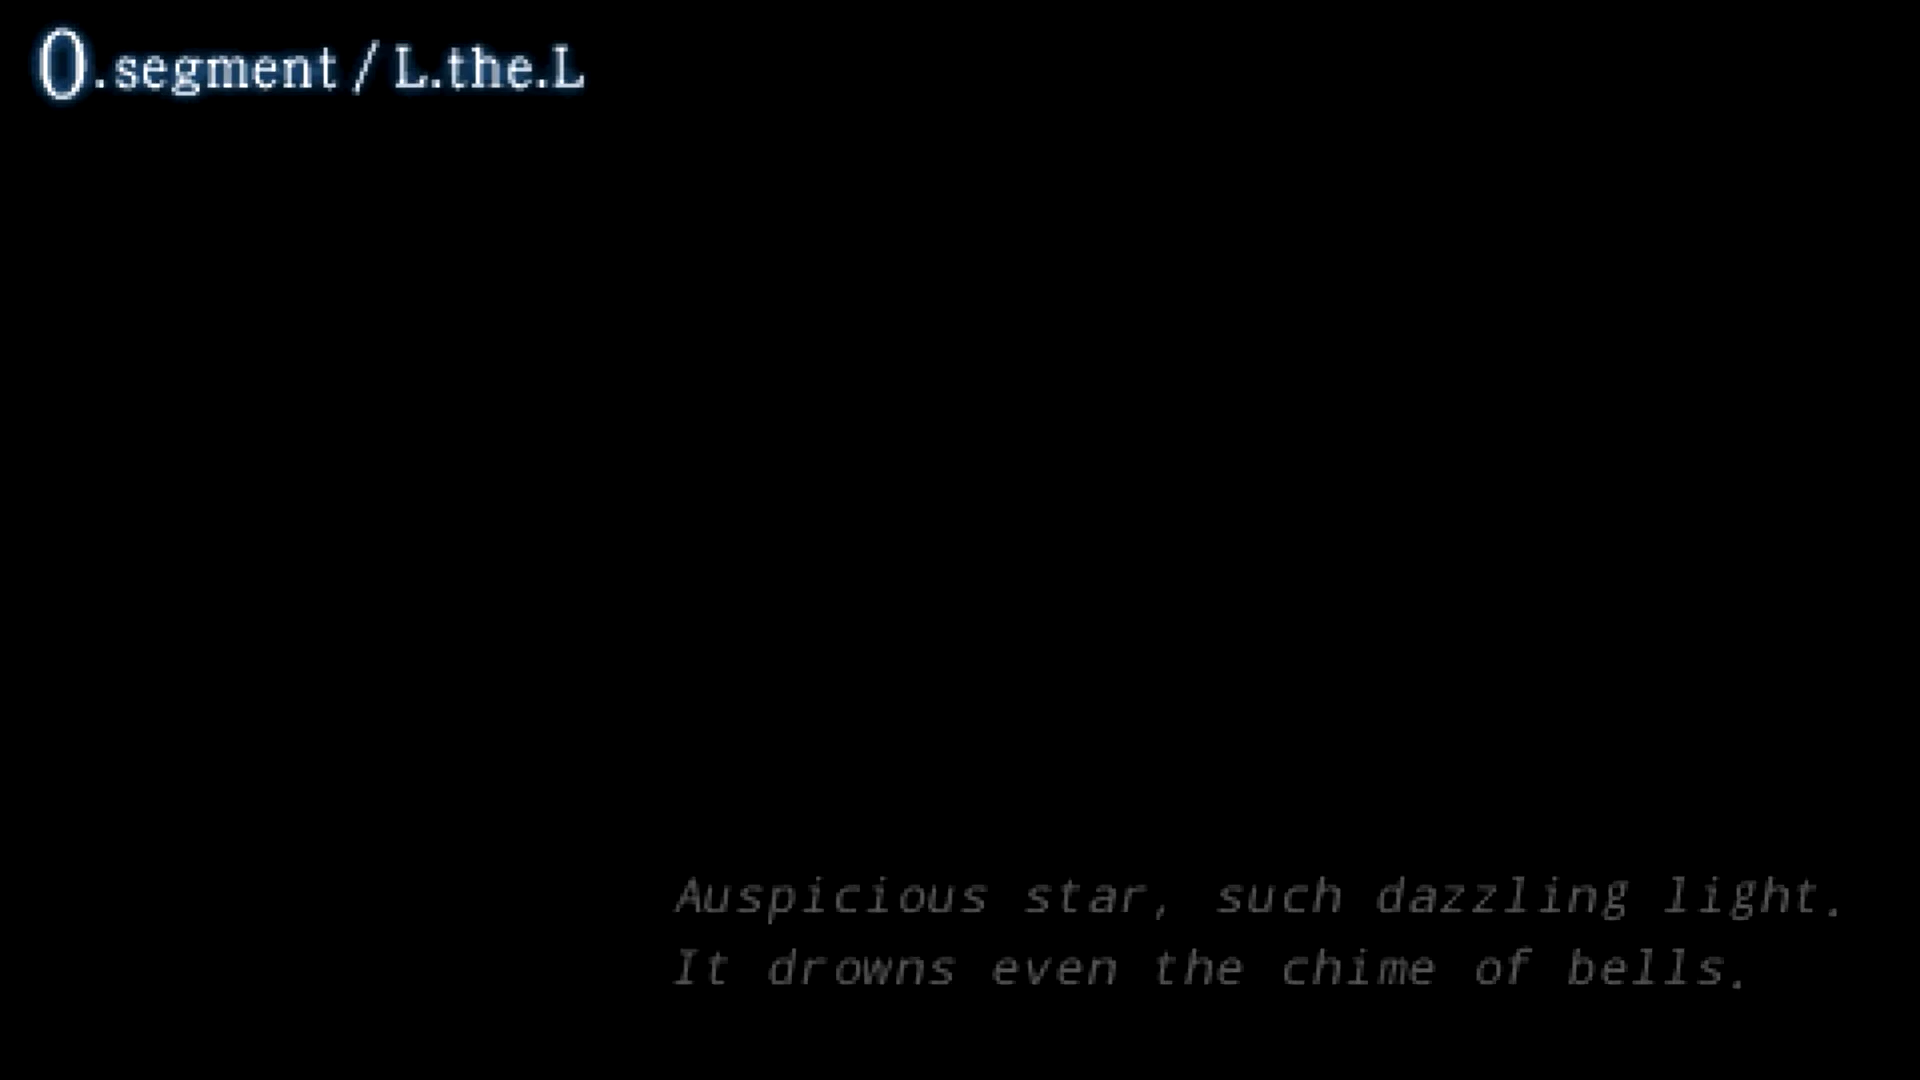 0.segment / L.the.L
Auspicious star, such dazzling light.
It drowns even the chime of bells.